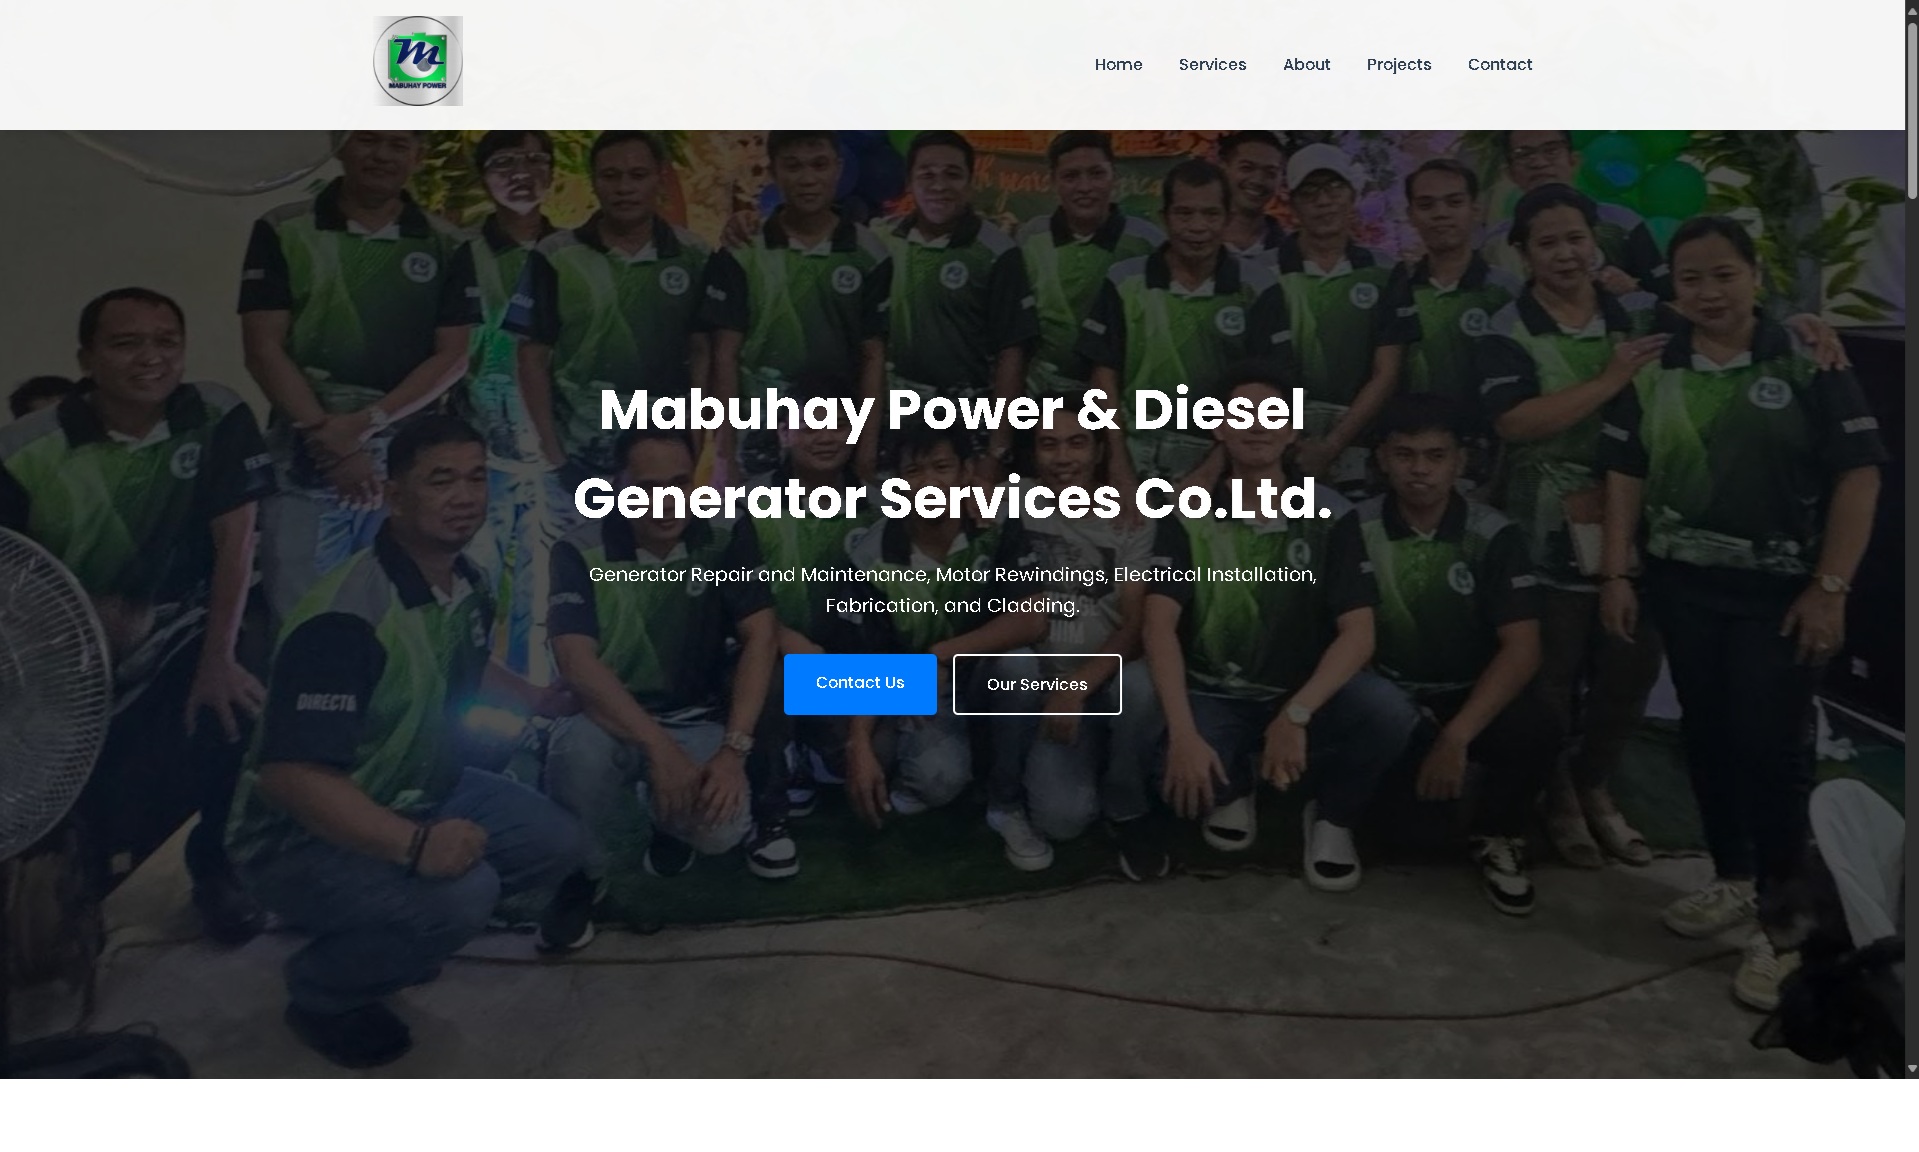 m
MABUHAY POWER
Home
Services
About
Projects
Contact
Mabuhay Power & Diesel
Generator Services Co.Ltd.
Generator Repair and Maintenance, Motor Rewindings, Electrical Installation,
Fabrication, and Cladding.
Contact Us
Our Services